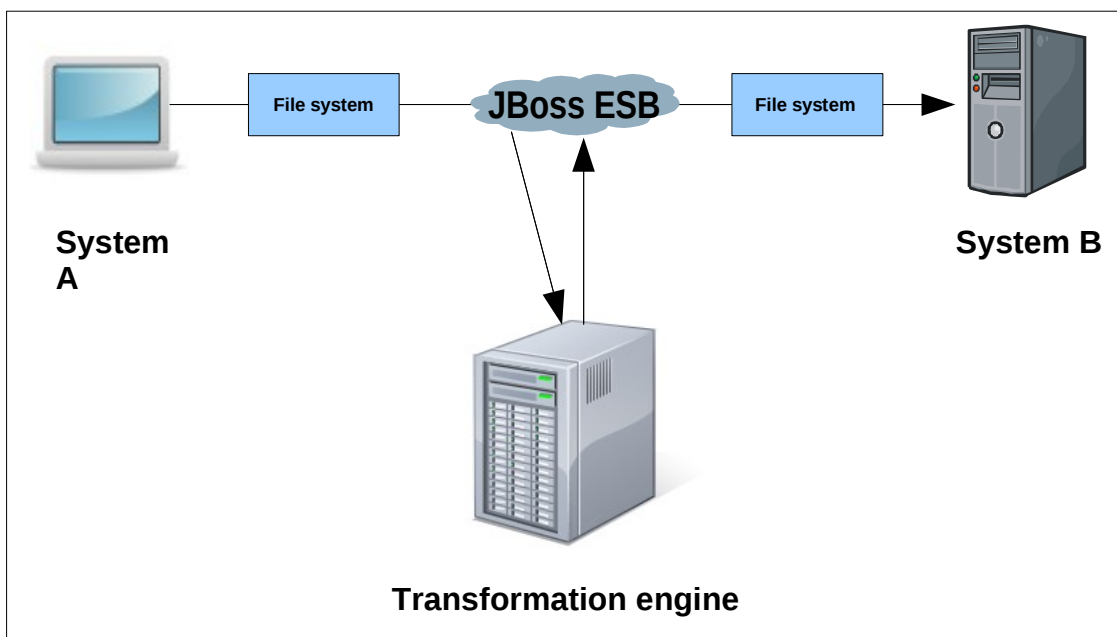 File system
JBoss ESB
File system
System
A
System B
Transformation engine